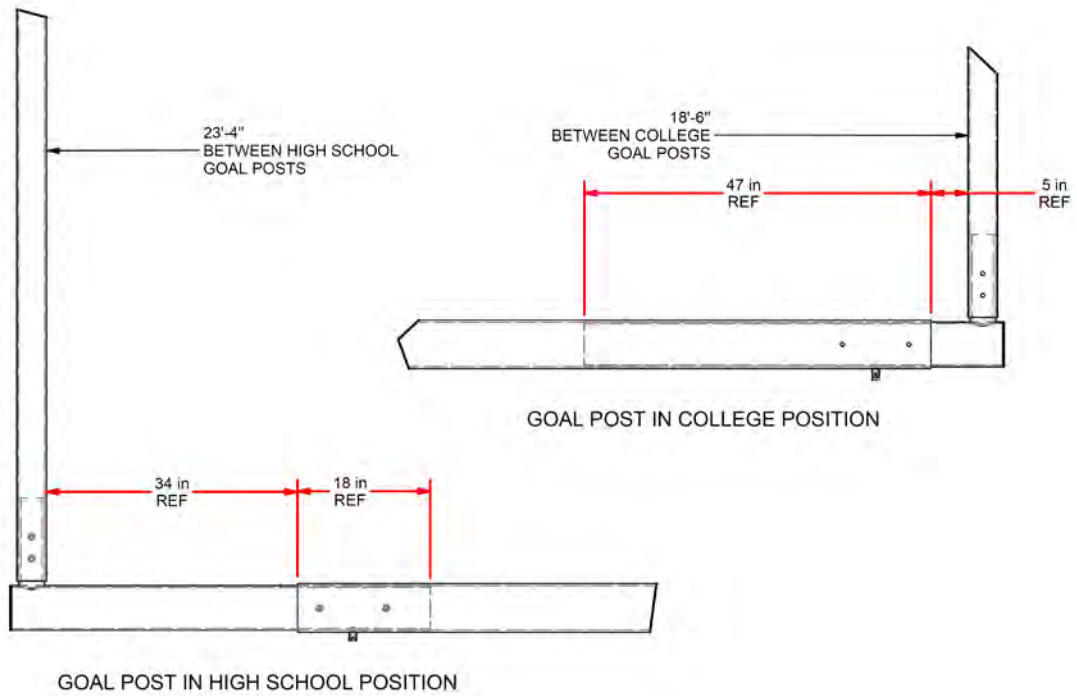 23'-4"
BETWEEN HIGH SCHOOL
GOAL POSTS
18'-6"
BETWEEN COLLEGE
GOAL POSTS
47 in
REF
5 in
REF
GOAL POST IN COLLEGE POSITION
34 in
REF
18 in
REF
GOAL POST IN HIGH SCHOOL POSITION